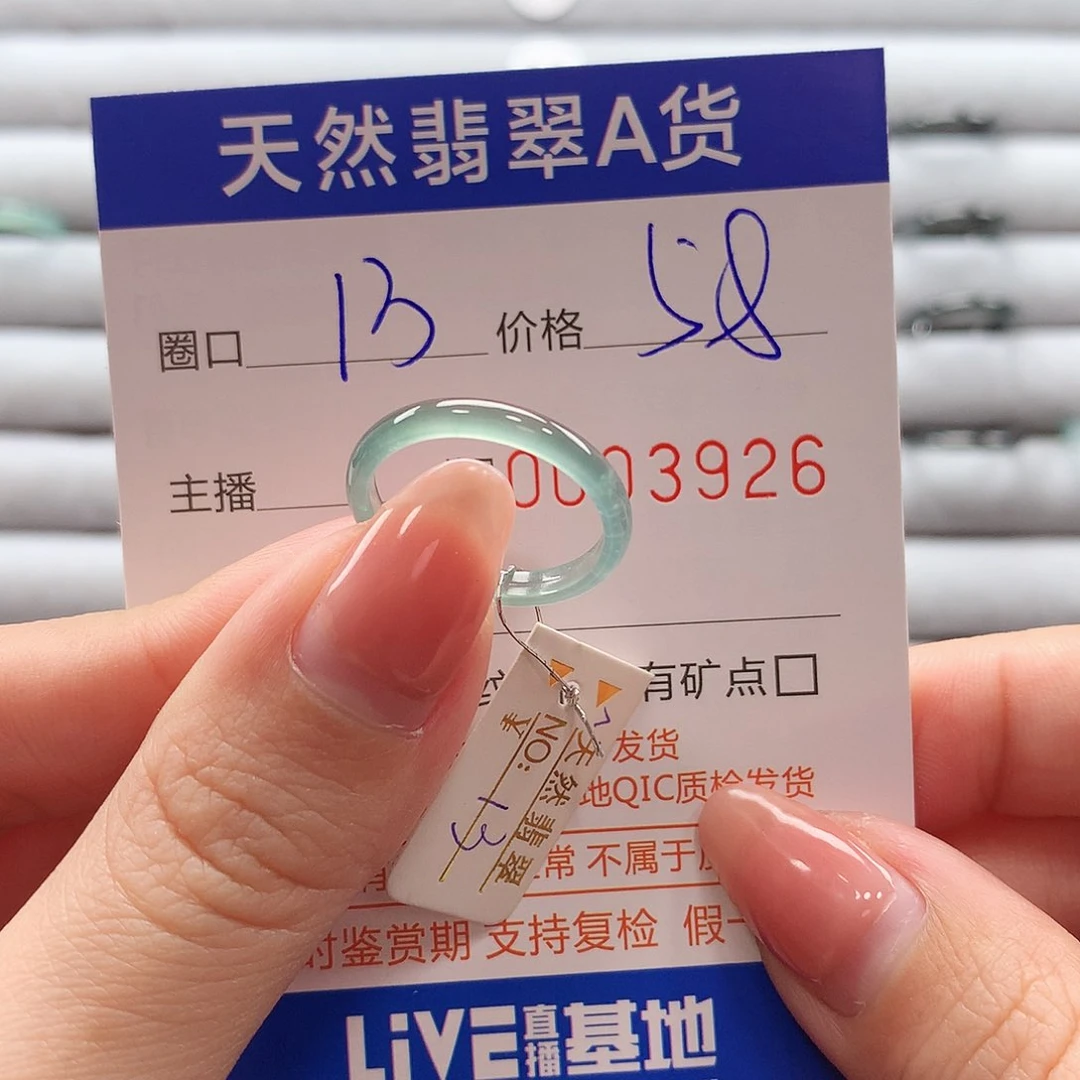 天然翡翠A货
圈口 13 价格 58
主播 0003926
有矿点□
发货
地QIC质检发货
常 不属于
时鉴赏期 支持复检 假一
天然翡翠
NO:
13
LiVE直播基地